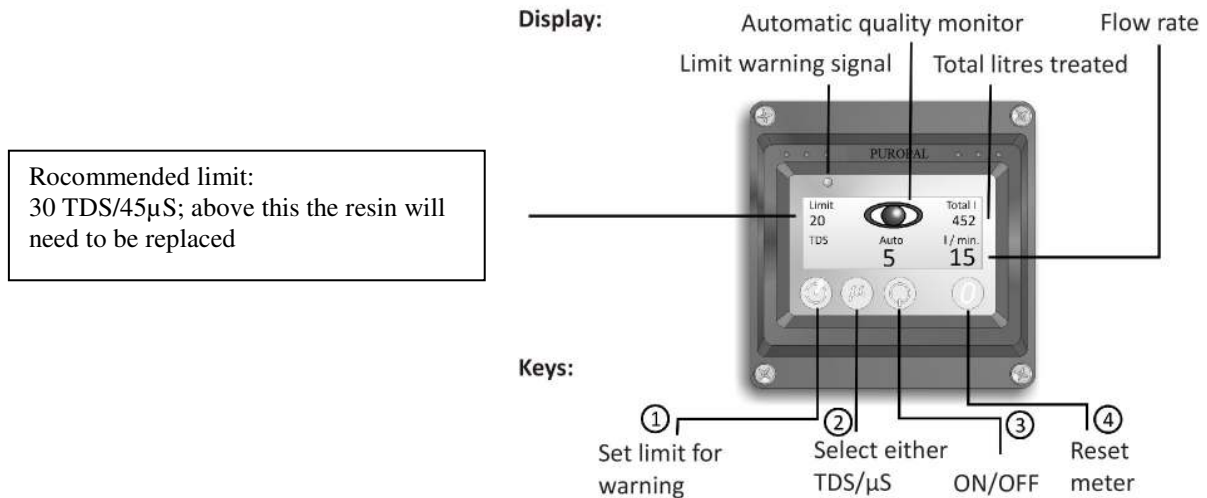 Display:
Automatic quality monitor
Flow rate
Limit warning signal
Total litres treated
Rocommended limit:
30 TDS/45µS; above this the resin will
need to be replaced
PUROPAL
Limit
20
TDS
Auto
5
Total l
452
l / min.
15
µ
0
Keys:
1
Set limit for
warning
2
Select either
TDS/µS
3
ON/OFF
4
Reset
meter